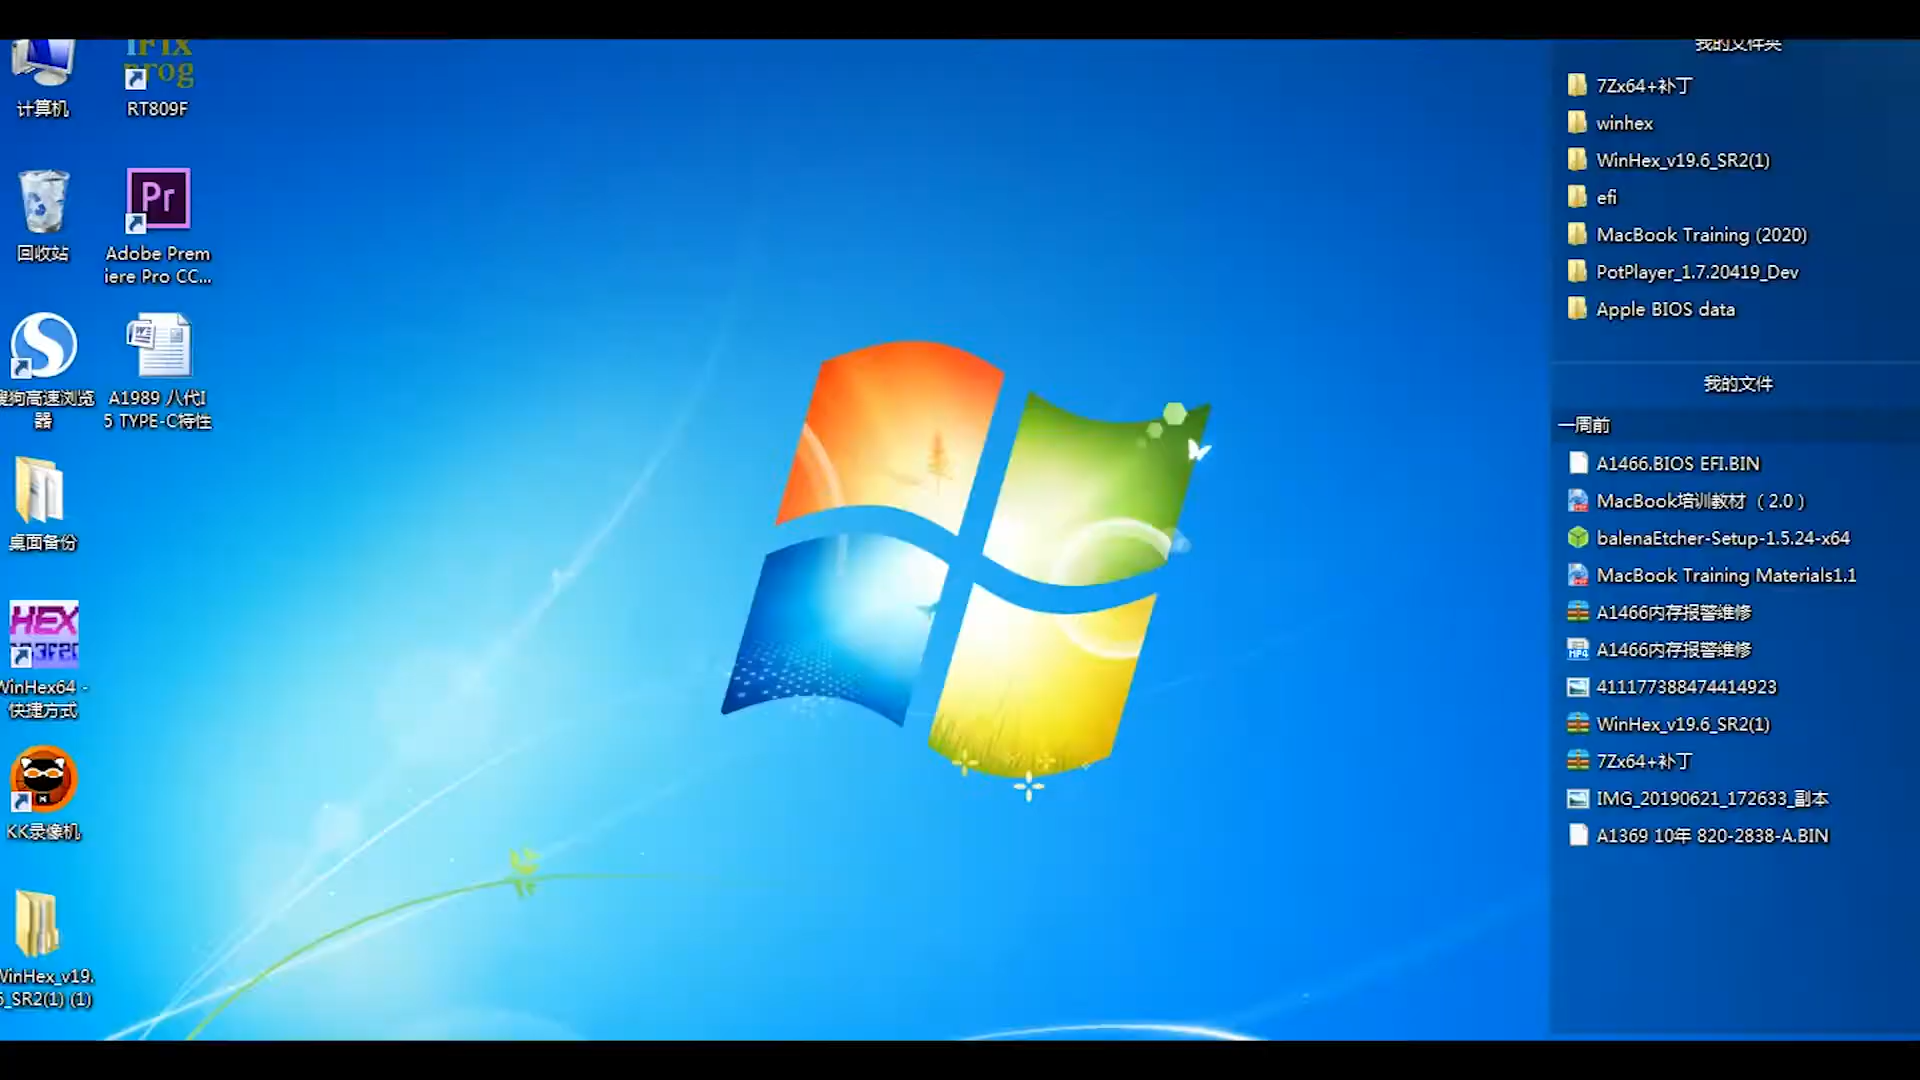 iFix
prog
计算机
RT809F
Pr
回收站
Adobe Prem
iere Pro CC...
搜狗高速浏览
器
A1989 八代I
5 TYPE-C特性
桌面备份
HEX
WinHex64 -
快捷方式
KK录像机
WinHex_v19.
6_SR2(1) (1)
我的文件夹
7Zx64+补丁
winhex
WinHex_v19.6_SR2(1)
efi
MacBook Training (2020)
PotPlayer_1.7.20419_Dev
Apple BIOS data
我的文件
一周前
A1466.BIOS EFI.BIN
MacBook培训教材 （2.0）
balenaEtcher-Setup-1.5.24-x64
MacBook Training Materials1.1
A1466内存报警维修
MP4
A1466内存报警维修
411177388474414923
WinHex_v19.6_SR2(1)
7Zx64+补丁
IMG_20190621_172633_副本
A1369 10年 820-2838-A.BIN